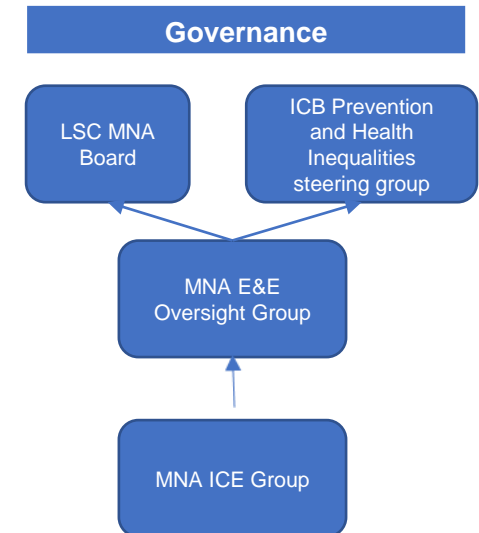 Governance
LSC MNA
Board
ICB Prevention
and Health
Inequalities
steering group
MNA E&E
Oversight Group
MNA ICE Group